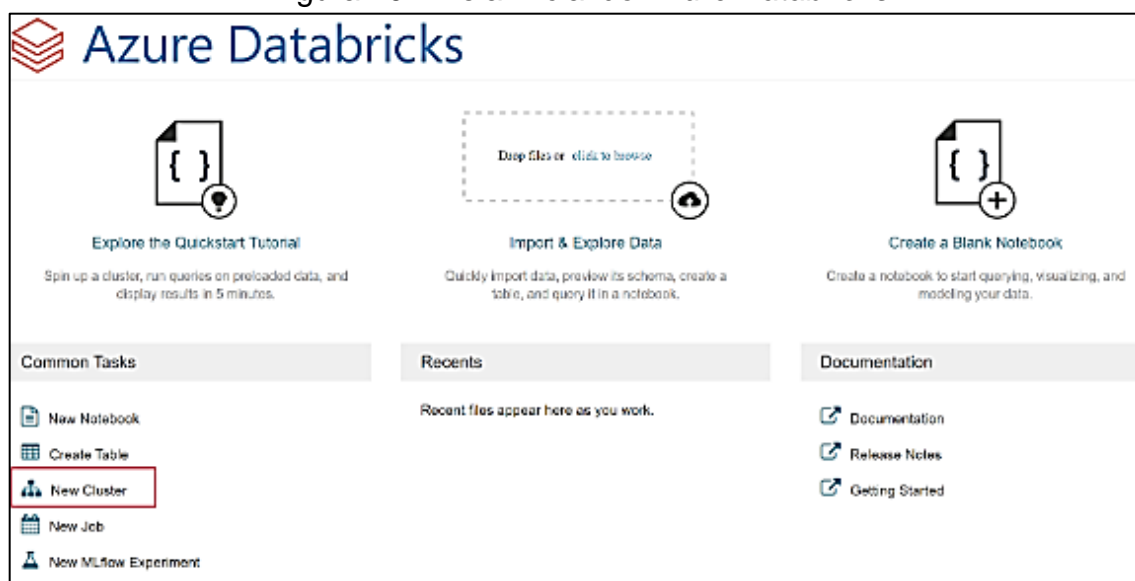 Azure Databricks
{ }
Drop files or click to browse
{ }
Explore the Quickstart Tutorial
Spin up a cluster, run queries on preloaded data, and
display results in 5 minutes.
Import & Explore Data
Quickly import data, preview its schema, create a
table, and query it in a notebook.
Create a Blank Notebook
Create a notebook to start querying, visualizing, and
modeling your data.
Common Tasks
New Notebook
Create Table
New Cluster
New Job
New MLflow Experiment
Recents
Recent files appear here as you work.
Documentation
Documentation
Release Notes
Getting Started